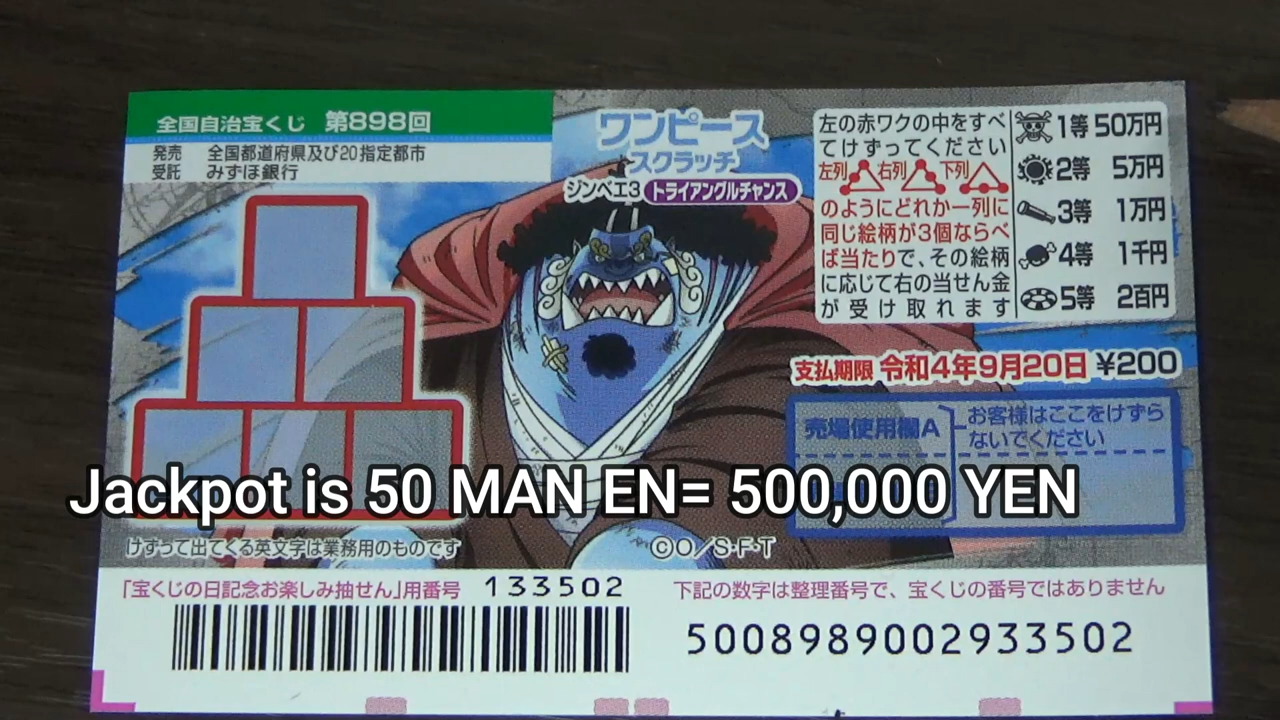 全国自治宝くじ 第898回
発売 全国都道府県及び20指定都市
受託 みずほ銀行
ワンピース
スクラッチ
ジンベエ3 トライアングルチャンス
左の赤ワクの中をすべ
てけずってください
左列 右列 下列
のようにどれか一列に
同じ絵柄が3個ならべ
ば当たりで、その絵柄
に応じて右の当せん金
が受け取れます
1等 50万円
2等 5万円
3等 1万円
4等 1千円
5等 2百円
支払期限 令和4年9月20日 ¥200
売場使用欄A
お客様はここをけずら
ないでください
Jackpot is 50 MAN EN= 500,000 YEN
けずって出てくる英文字は業務用のものです
©O/S・F・T
「宝くじの日記念お楽しみ抽せん」用番号 133502
下記の数字は整理番号で、宝くじの番号ではありません
5008989002933502